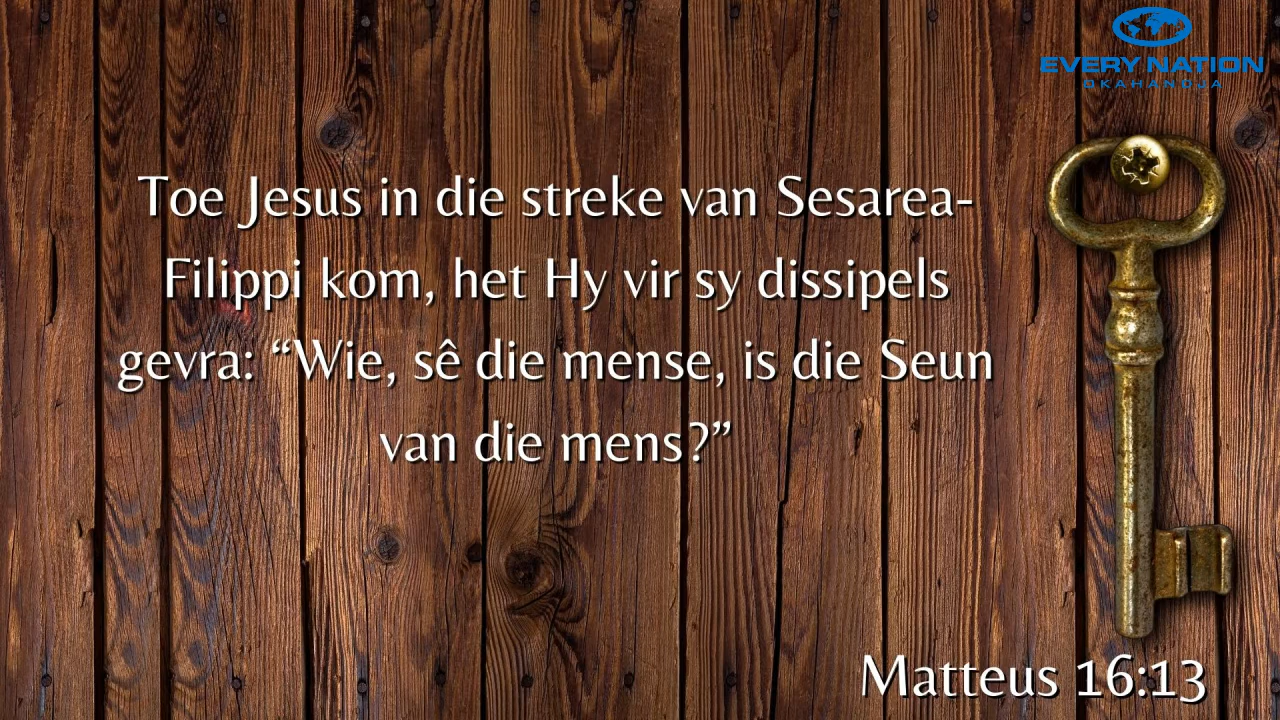 EVERY NATION
OKAHANDJA
Toe Jesus in die streke van Sesarea-
Filippi kom, het Hy vir sy dissipels
gevra: “Wie, sê die mense, is die Seun
van die mens?”
Matteus 16:13